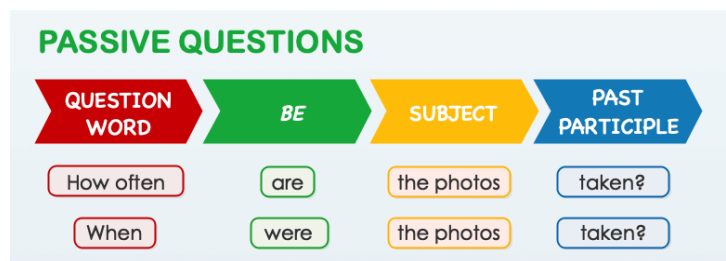 PASSIVE QUESTIONS
QUESTION WORD BE SUBJECT PAST PARTICIPLE
How often are the photos taken?
When were the photos taken?